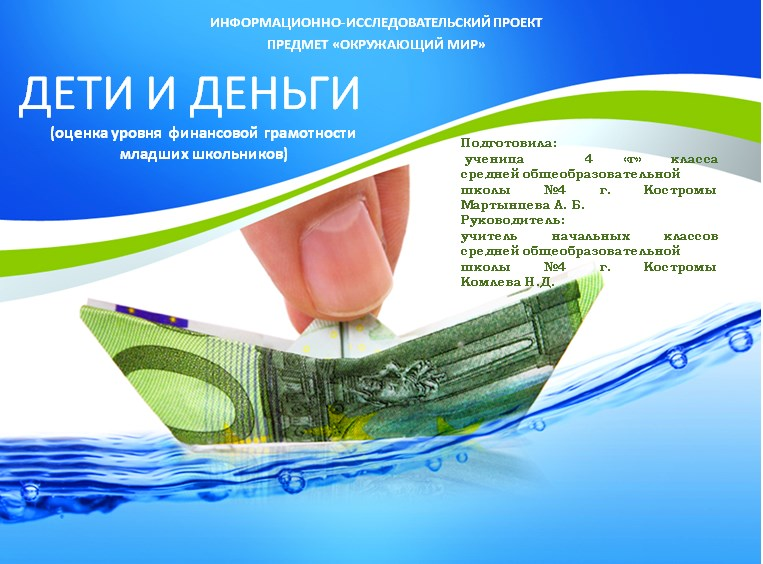 ИНФОРМАЦИОННО-ИССЛЕДОВАТЕЛЬСКИЙ ПРОЕКТ
ПРЕДМЕТ «ОКРУЖАЮЩИЙ МИР»
ДЕТИ И ДЕНЬГИ
(оценка уровня финансовой грамотности
младших школьников)
Подготовила:
ученица 4 «г» класса
средней общеобразовательной
школы №4 г. Костромы
Мартынцева А. Б.
Руководитель:
учитель начальных классов
средней общеобразовательной
школы №4 г. Костромы
Комлева Н.Д.